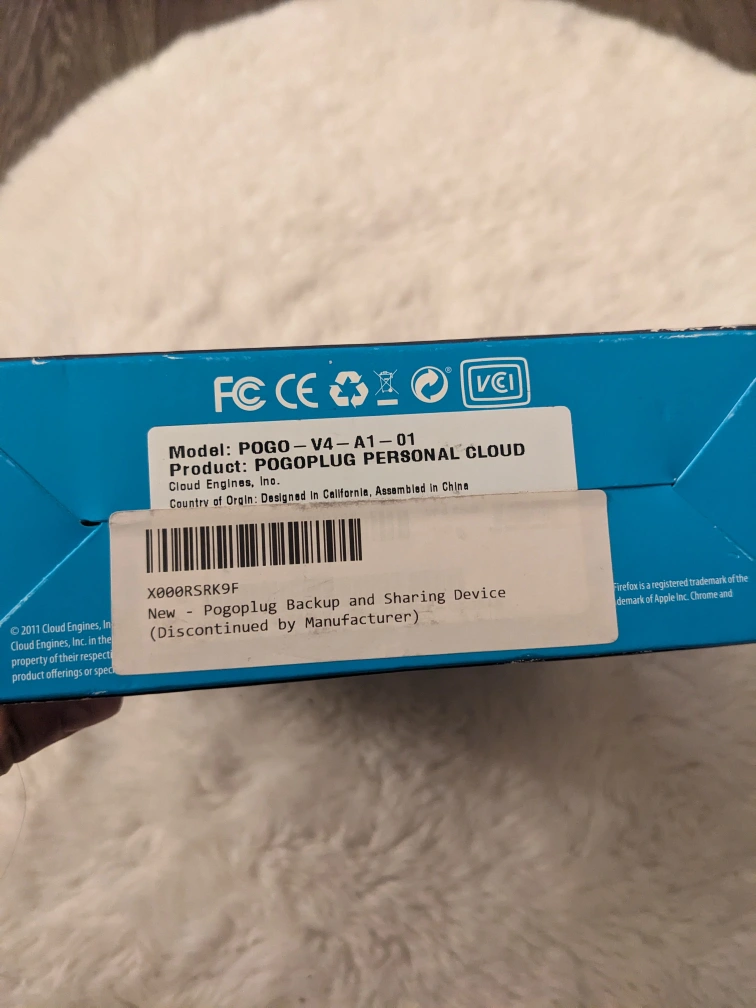 FC CE VCI
Model: POGO-V4-A1-01
Product: POGOPLUG PERSONAL CLOUD
Cloud Engines, Inc.
Country of Orgin: Designed in California, Assembled in China
X000RSRK9F
New - Pogoplug Backup and Sharing Device
(Discontinued by Manufacturer)
© 2011 Cloud Engines, In
Cloud Engines, Inc. in the
property of their respecti
product offerings or spec
Firefox is a registered trademark of the
demark of Apple Inc. Chrome and